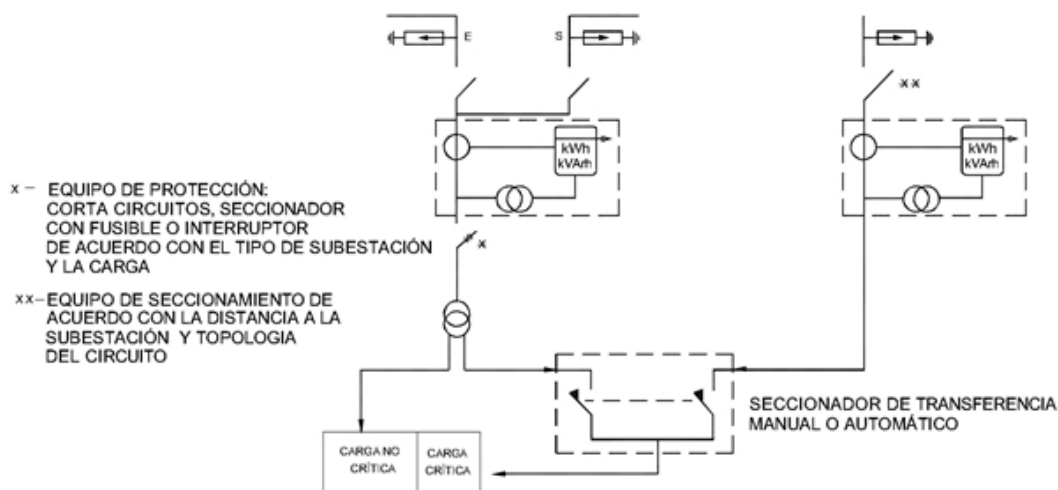 E
S
xx
kWh
kVArh
kWh
kVArh
x – EQUIPO DE PROTECCIÓN:
CORTA CIRCUITOS, SECCIONADOR
CON FUSIBLE O INTERRUPTOR
DE ACUERDO CON EL TIPO DE SUBESTACIÓN
Y LA CARGA
x
xx– EQUIPO DE SECCIONAMIENTO DE
ACUERDO CON LA DISTANCIA A LA
SUBESTACIÓN Y TOPOLOGIA
DEL CIRCUITO
SECCIONADOR DE TRANSFERENCIA
MANUAL O AUTOMÁTICO
CARGA NO
CRÍTICA
CARGA
CRÍTICA